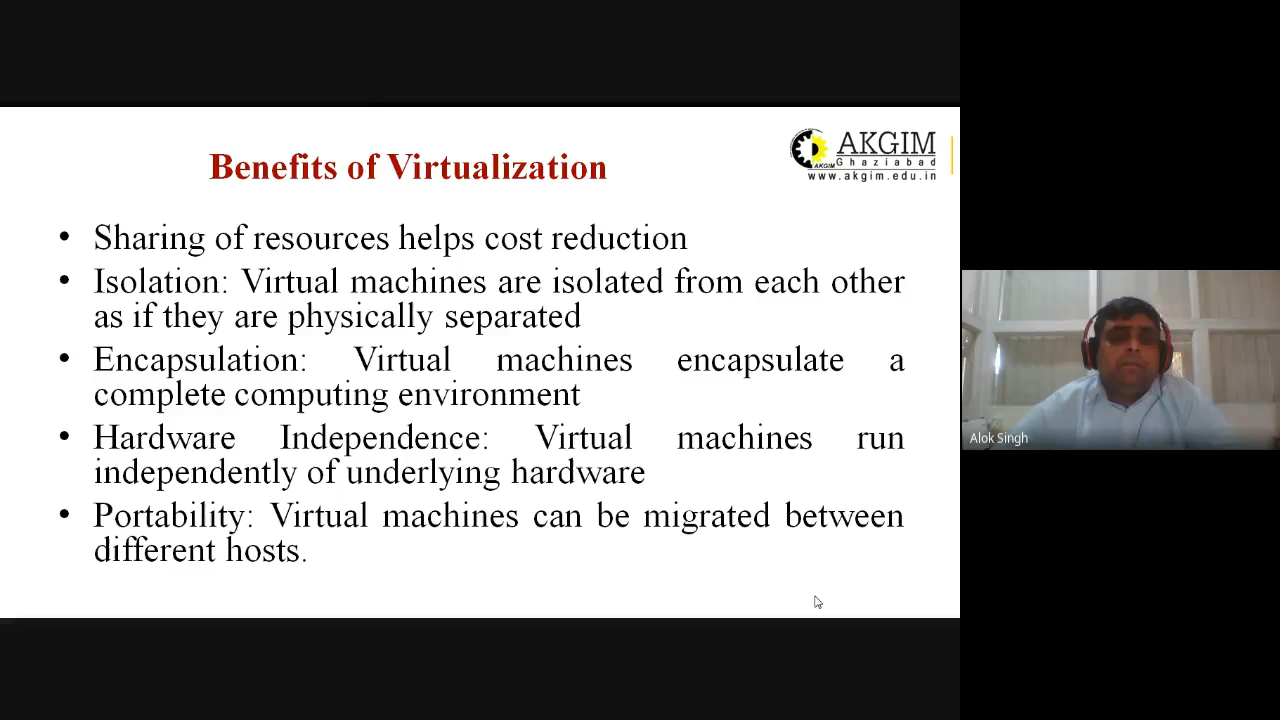 Benefits of Virtualization
AKGIM
Ghaziabad
www.akgim.edu.in
AKGIM
• Sharing of resources helps cost reduction
• Isolation: Virtual machines are isolated from each other
as if they are physically separated
• Encapsulation: Virtual machines encapsulate a
complete computing environment
• Hardware Independence: Virtual machines run
independently of underlying hardware
• Portability: Virtual machines can be migrated between
different hosts.
Alok Singh